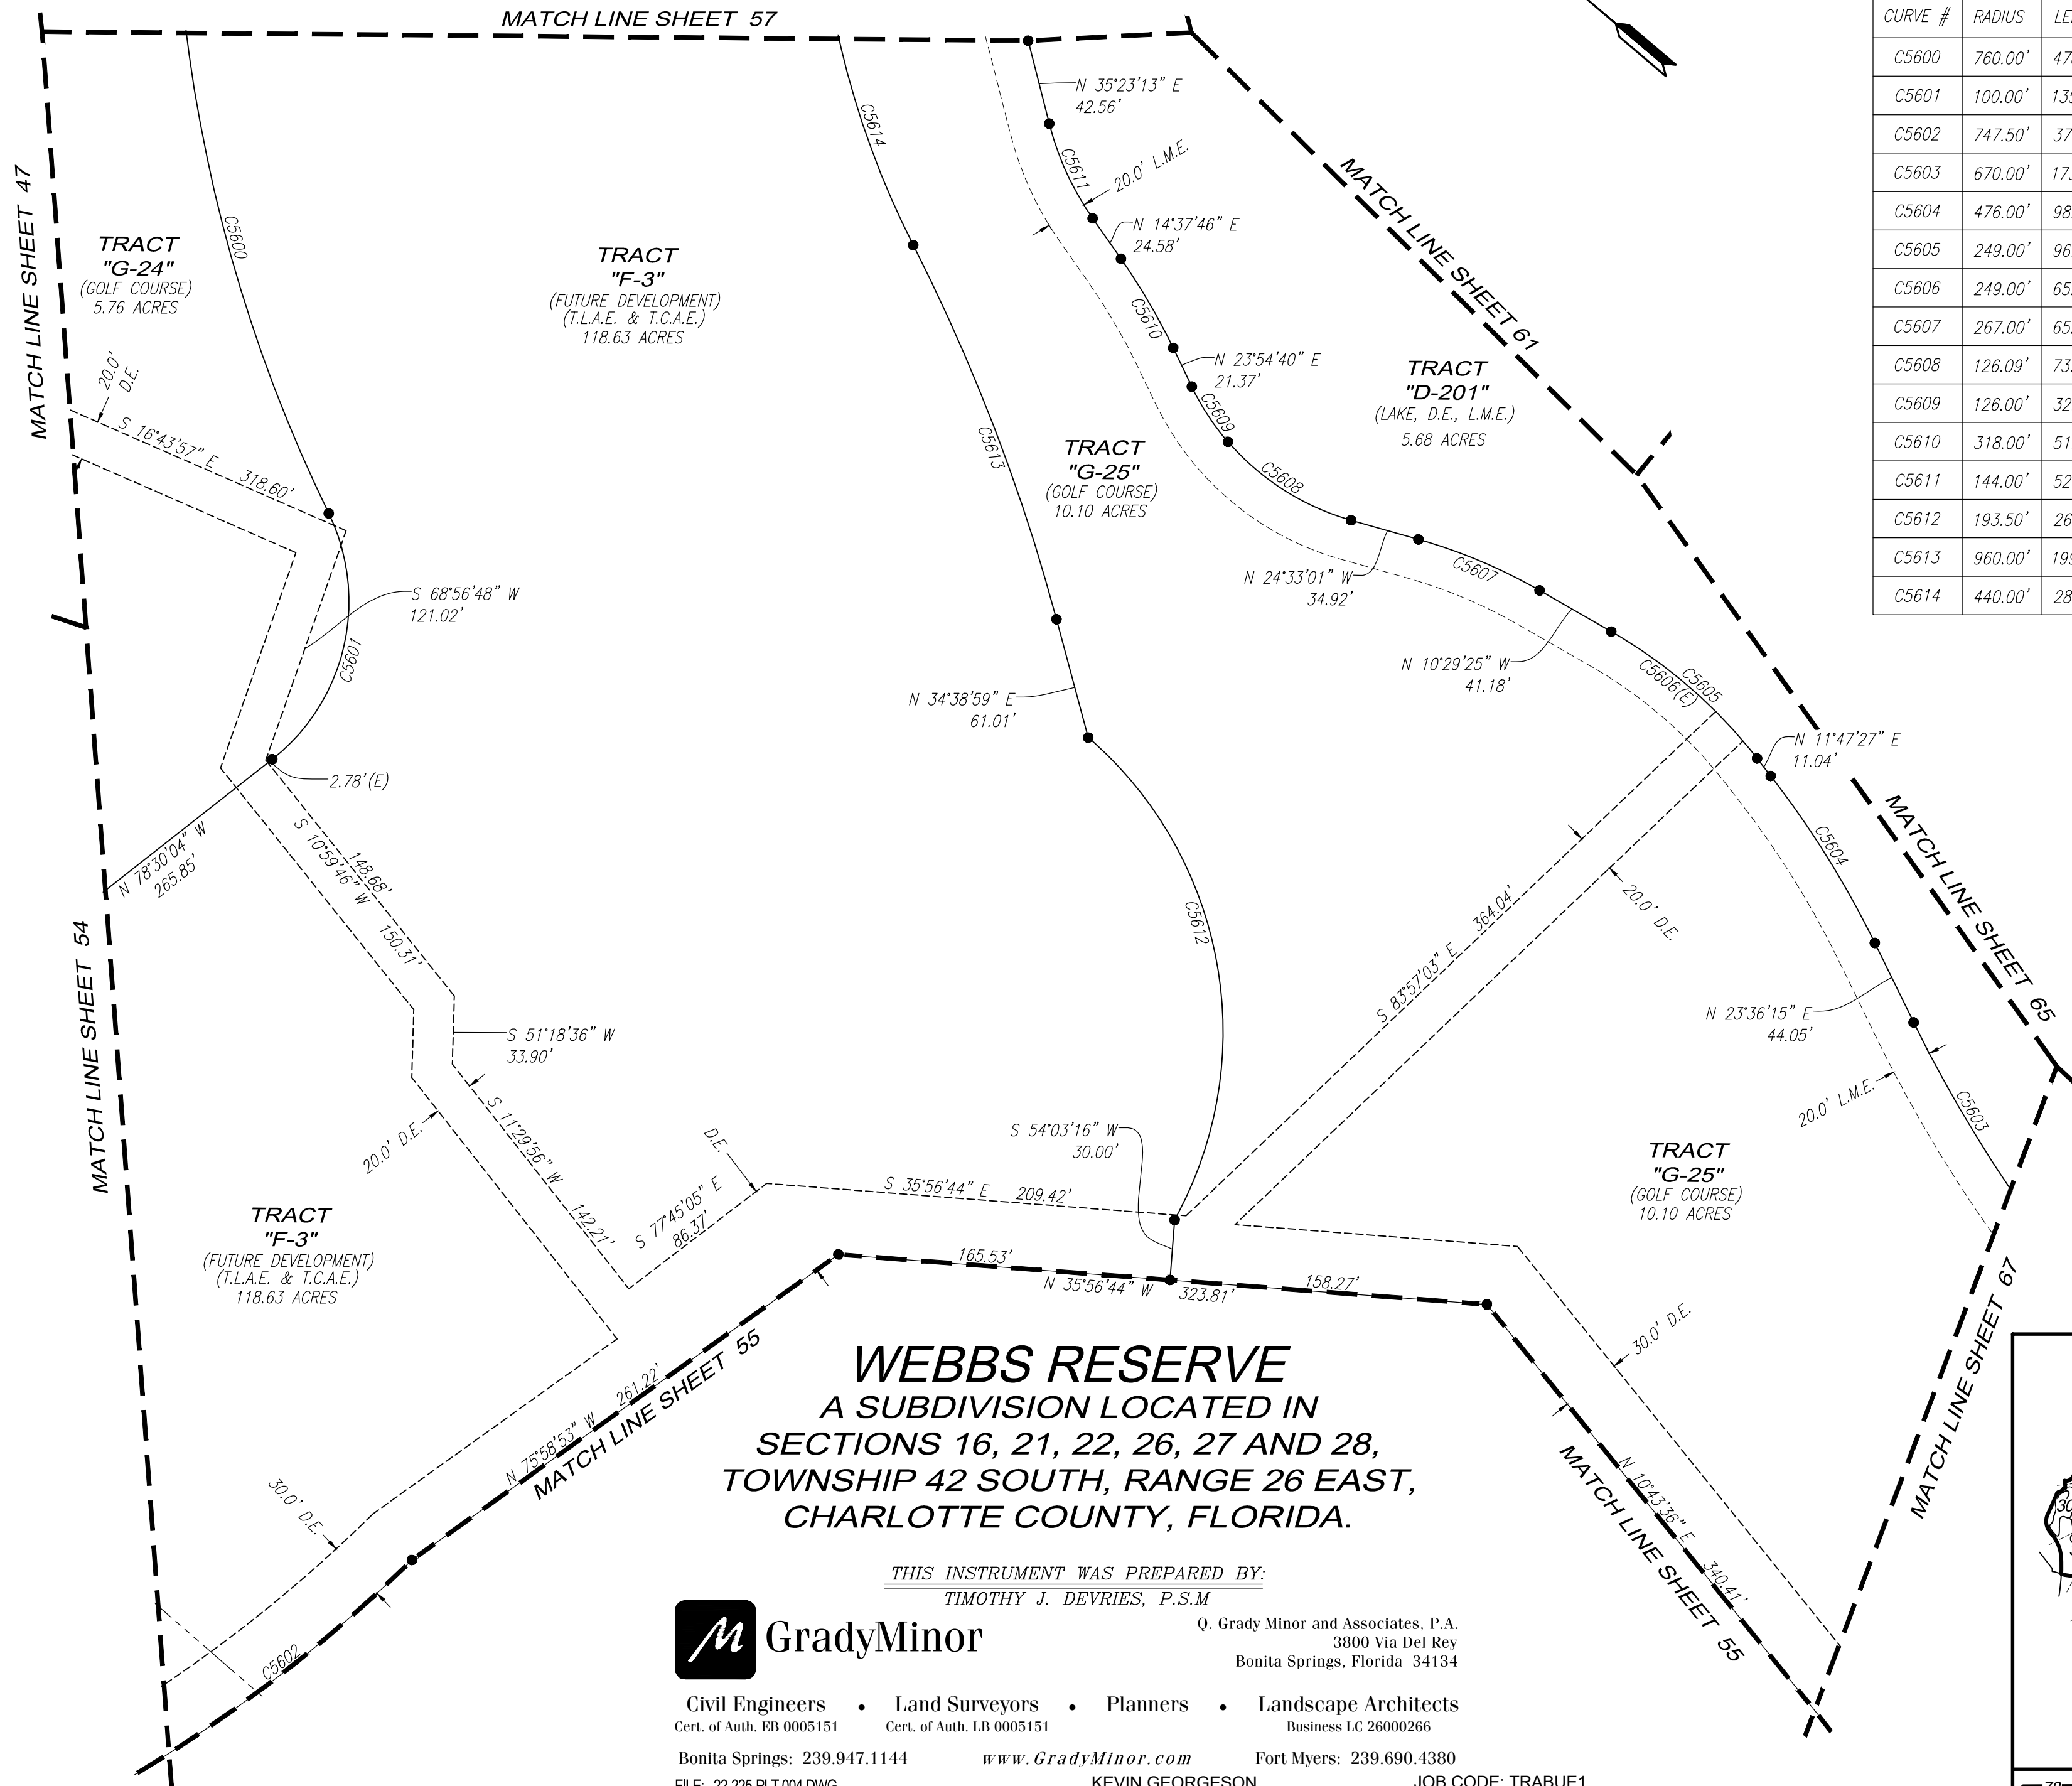 MATCH LINE SHEET 57
MATCH LINE SHEET 47
MATCH LINE SHEET 61
N 35°23'13" E
42.56'
C5614
C5611
20.0' L.M.E.
C5600
N 14°37'46" E
24.58'
TRACT
"G-24"
(GOLF COURSE)
5.76 ACRES
TRACT
"F-3"
(FUTURE DEVELOPMENT)
(T.L.A.E. & T.C.A.E.)
118.63 ACRES
C5610
N 23°54'40" E
21.37'
20.0'
D.E.
C5609
TRACT
"D-201"
(LAKE, D.E., L.M.E.)
5.68 ACRES
S 16°43'57" E 318.60'
C5613
TRACT
"G-25"
(GOLF COURSE)
10.10 ACRES
C5608
S 68°56'48" W
121.02'
N 24°33'01" W
34.92'
C5607
C5601
N 34°38'59" E
61.01'
N 10°29'25" W
41.18'
C5606(E)
C5605
2.78'(E)
N 11°47'27" E
11.04'
N 78°30'04" W
265.85'
148.68'
S 10°59'46" W 150.31'
C5604
MATCH LINE SHEET 65
C5612
S 83°57'03" E 364.04'
20.0' D.E.
MATCH LINE SHEET 54
S 51°18'36" W
33.90'
N 23°36'15" E
44.05'
20.0' D.E.
S 11°29'56" W 142.21'
D.E.
S 54°03'16" W
30.00'
20.0' L.M.E.
C5603
S 77°45'05" E
86.37'
S 35°56'44" E 209.42'
TRACT
"G-25"
(GOLF COURSE)
10.10 ACRES
TRACT
"F-3"
(FUTURE DEVELOPMENT)
(T.L.A.E. & T.C.A.E.)
118.63 ACRES
165.53'
N 35°56'44" W 323.81'
158.27'
N 75°58'53" W 261.22'
MATCH LINE SHEET 55
30.0' D.E.
30.0' D.E.
MATCH LINE SHEET 67
N 10°43'36" E 340.41'
MATCH LINE SHEET 55
C5602
WEBBS RESERVE
A SUBDIVISION LOCATED IN
SECTIONS 16, 21, 22, 26, 27 AND 28,
TOWNSHIP 42 SOUTH, RANGE 26 EAST,
CHARLOTTE COUNTY, FLORIDA.
THIS INSTRUMENT WAS PREPARED BY:
TIMOTHY J. DEVRIES, P.S.M
GradyMinor
Q. Grady Minor and Associates, P.A.
3800 Via Del Rey
Bonita Springs, Florida 34134
Civil Engineers • Land Surveyors • Planners • Landscape Architects
Cert. of Auth. EB 0005151 Cert. of Auth. LB 0005151 Business LC 26000266
Bonita Springs: 239.947.1144 www.GradyMinor.com Fort Myers: 239.690.4380
FILE: 22.225 PLT 004.DWG KEVIN GEORGESON JOB CODE: TRABUE1
CURVE # RADIUS
C5600 760.00'
C5601 100.00'
C5602 747.50'
C5603 670.00'
C5604 476.00'
C5605 249.00'
C5606 249.00'
C5607 267.00'
C5608 126.09'
C5609 126.00'
C5610 318.00'
C5611 144.00'
C5612 193.50'
C5613 960.00'
C5614 440.00'